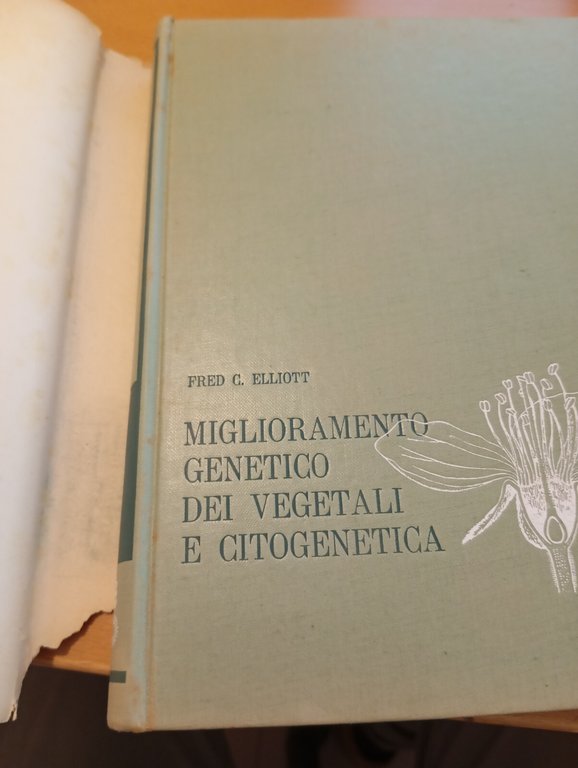 FRED C. ELLIOTT
MIGLIORAMENTO
GENETICO
DEI VEGETALI
E CITOGENETICA